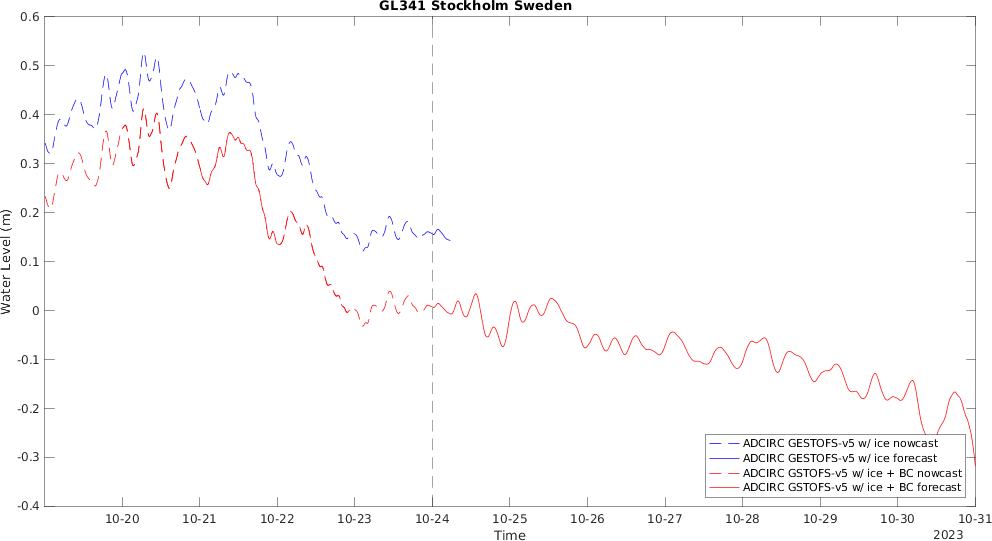 GL341 Stockholm Sweden
0.6
0.5
0.4
0.3
0.2
0.1
0
-0.1
-0.2
-0.3
-0.4
Water Level (m)
ADCIRC GESTOFS-v5 w/ ice nowcast
ADCIRC GESTOFS-v5 w/ ice forecast
ADCIRC GSTOFS-v5 w/ ice + BC nowcast
ADCIRC GSTOFS-v5 w/ ice + BC forecast
10-20 10-21 10-22 10-23 10-24 10-25 10-26 10-27 10-28 10-29 10-30 10-31
Time
2023